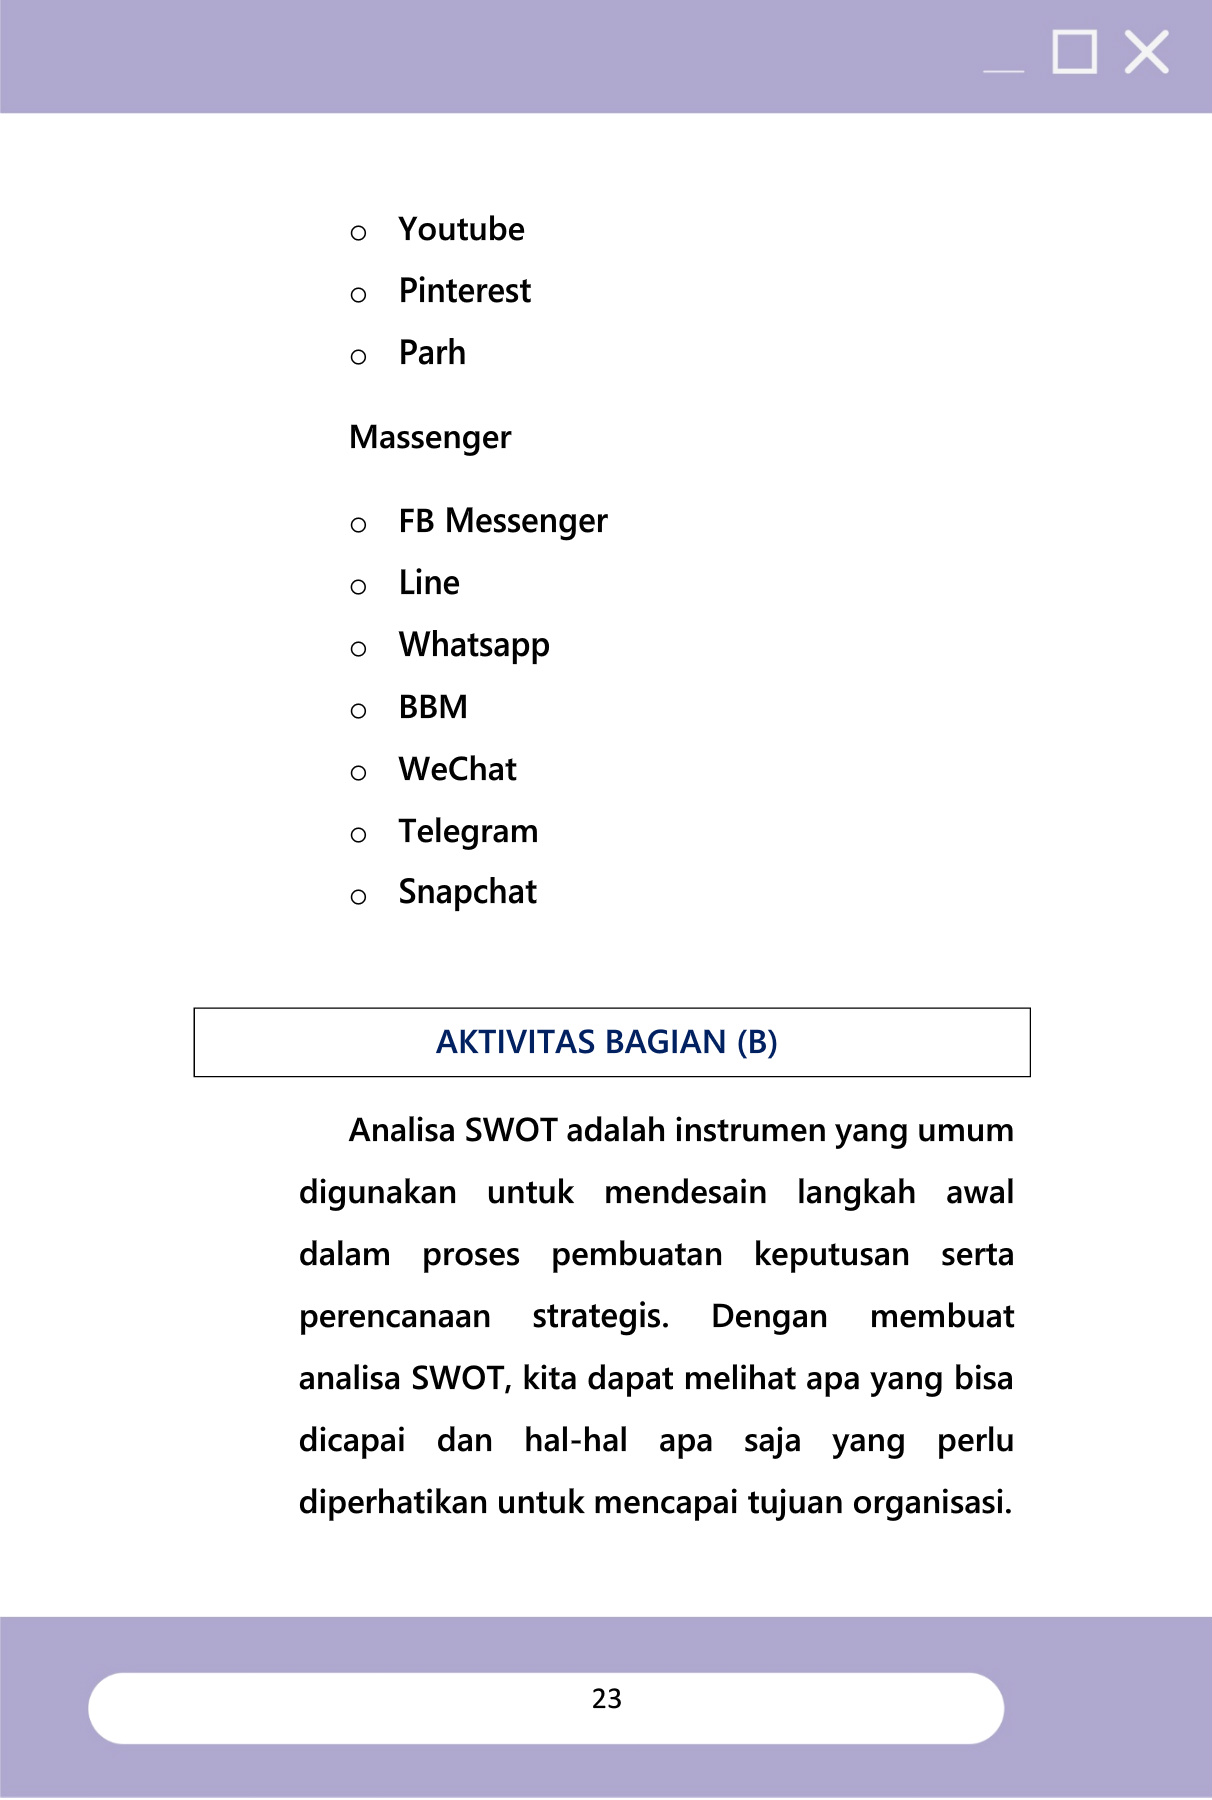 o Youtube
o Pinterest
o Parh
Massenger
o FB Messenger
o Line
o Whatsapp
o BBM
o WeChat
o Telegram
o Snapchat
AKTIVITAS BAGIAN (B)
Analisa SWOT adalah instrumen yang umum
digunakan untuk mendesain langkah awal
dalam proses pembuatan keputusan serta
perencanaan strategis. Dengan membuat
analisa SWOT, kita dapat melihat apa yang bisa
dicapai dan hal-hal apa saja yang perlu
diperhatikan untuk mencapai tujuan organisasi.
23